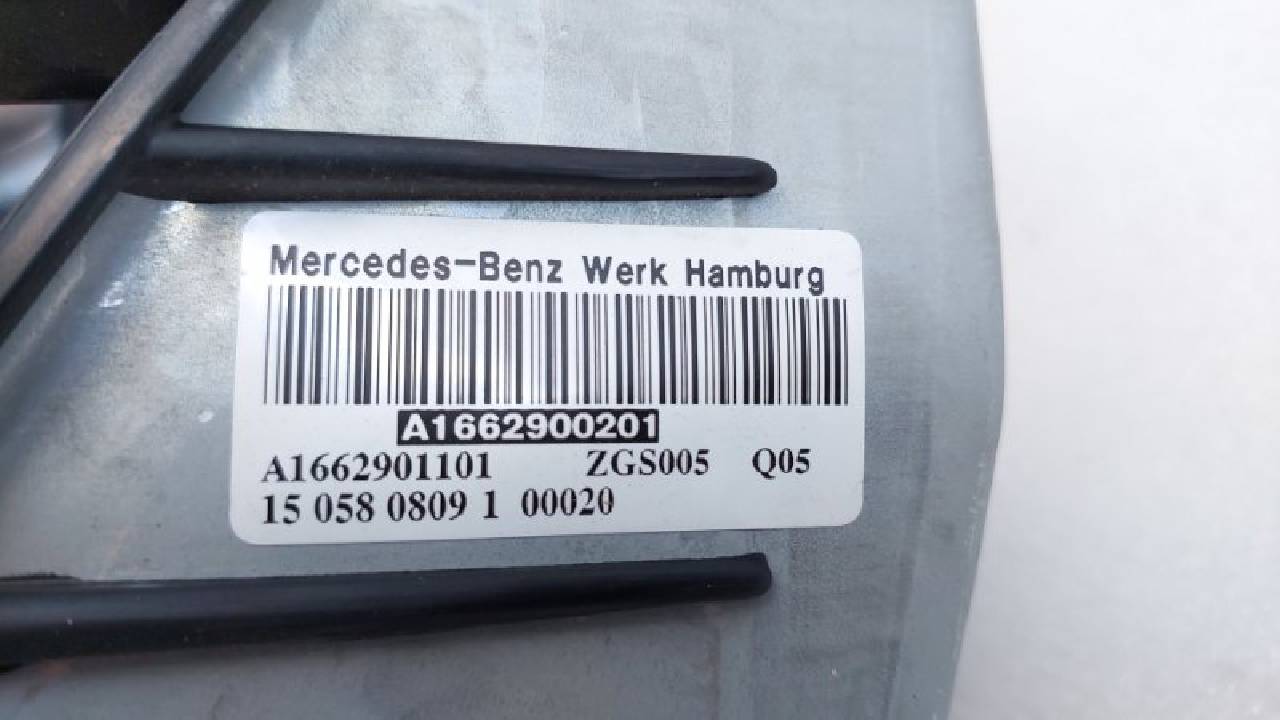 Mercedes-Benz Werk Hamburg
A1662900201
A1662901101 ZGS005 Q05
15 058 0809 1 00020